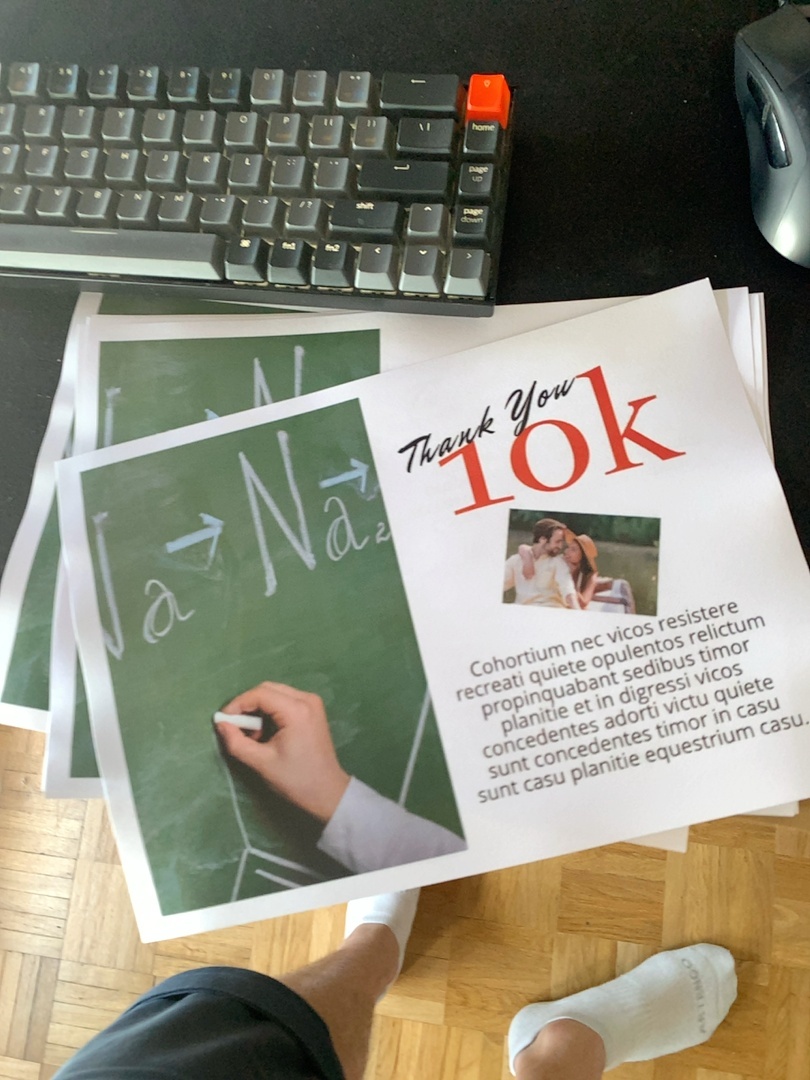 home
page
up
shift
page
down
fn1
fn2
Thank You
10k
Na → Na₂
Cohortium nec vicos resistere
recreati quiete opulentos relictum
propinquabant sedibus timor
planitie et in digressi vicos
concedentes adorti victu quiete
sunt concedentes timor in casu
sunt casu planitie equestrium casu.